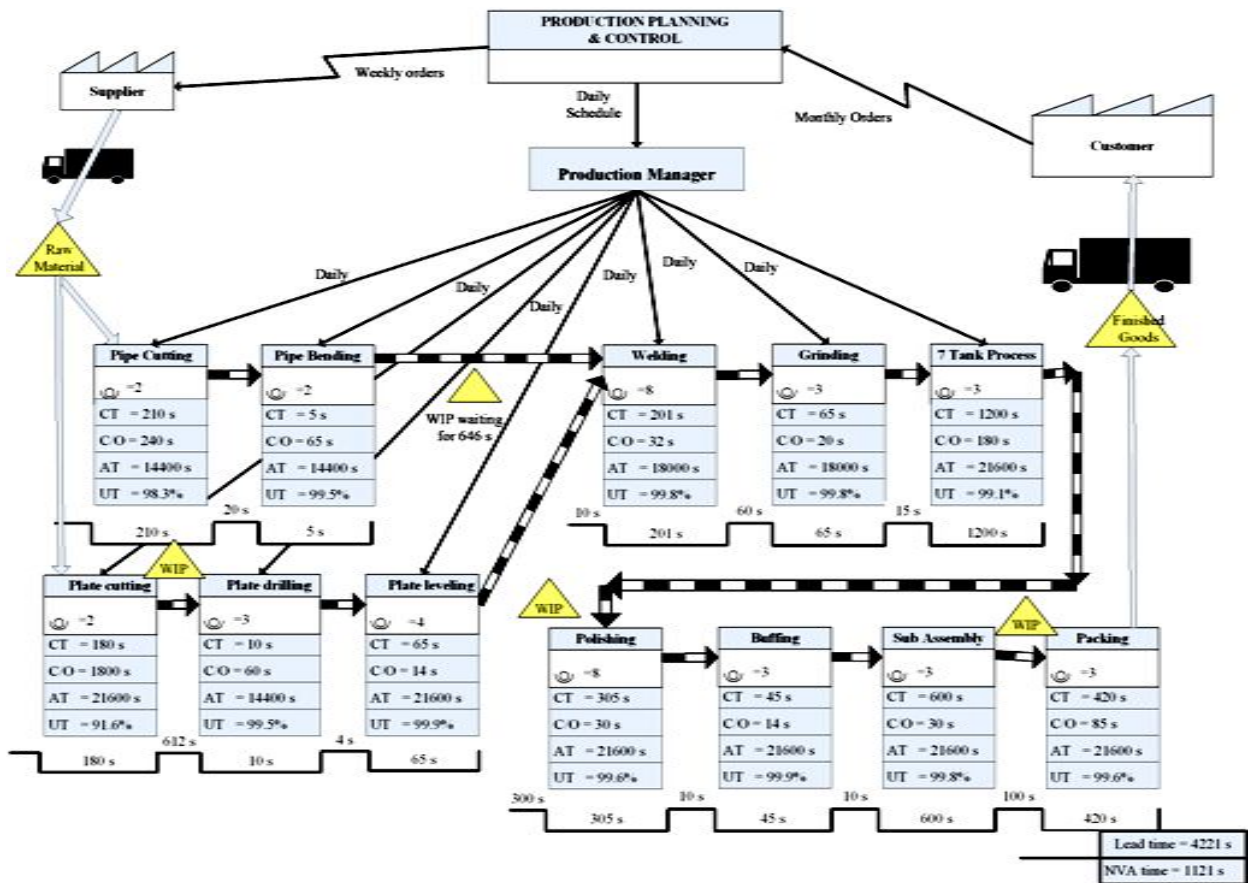 PRODUCTION PLANNING
& CONTROL
Supplier
Weekly orders
Daily
Schedule
Monthly Orders
Customer
Production Manager
Raw
Material
Daily
Daily
Daily
Daily
Daily
Daily
Finished
Goods
Pipe Cutting
=2
CT = 210 s
C/O = 240 s
AT = 14400 s
UT = 98.3%
Pipe Bending
=2
CT = 5 s
C/O = 65 s
AT = 14400 s
UT = 99.5%
WIP waiting
for 646 s
Welding
=8
CT = 201 s
C/O = 32 s
AT = 18000 s
UT = 99.8%
Grinding
=3
CT = 65 s
C/O = 20 s
AT = 18000 s
UT = 99.8%
7 Tank Process
=3
CT = 1200 s
C/O = 180 s
AT = 21600 s
UT = 99.1%
20 s
210 s
5 s
10 s
60 s
15 s
201 s
65 s
1200 s
WIP
Plate cutting
=2
CT = 180 s
C/O = 1800 s
AT = 21600 s
UT = 91.6%
Plate drilling
=3
CT = 10 s
C/O = 60 s
AT = 14400 s
UT = 99.5%
Plate leveling
=4
CT = 65 s
C/O = 14 s
AT = 21600 s
UT = 99.9%
612 s
4 s
180 s
10 s
65 s
WIP
WIP
Polishing
=8
CT = 305 s
C/O = 30 s
AT = 21600 s
UT = 99.6%
Buffing
=3
CT = 45 s
C/O = 14 s
AT = 21600 s
UT = 99.9%
Sub Assembly
=3
CT = 600 s
C/O = 30 s
AT = 21600 s
UT = 99.8%
Packing
=3
CT = 420 s
C/O = 85 s
AT = 21600 s
UT = 99.6%
300 s
10 s
10 s
100 s
305 s
45 s
600 s
420 s
Lead time = 4221 s
NVA time = 1121 s